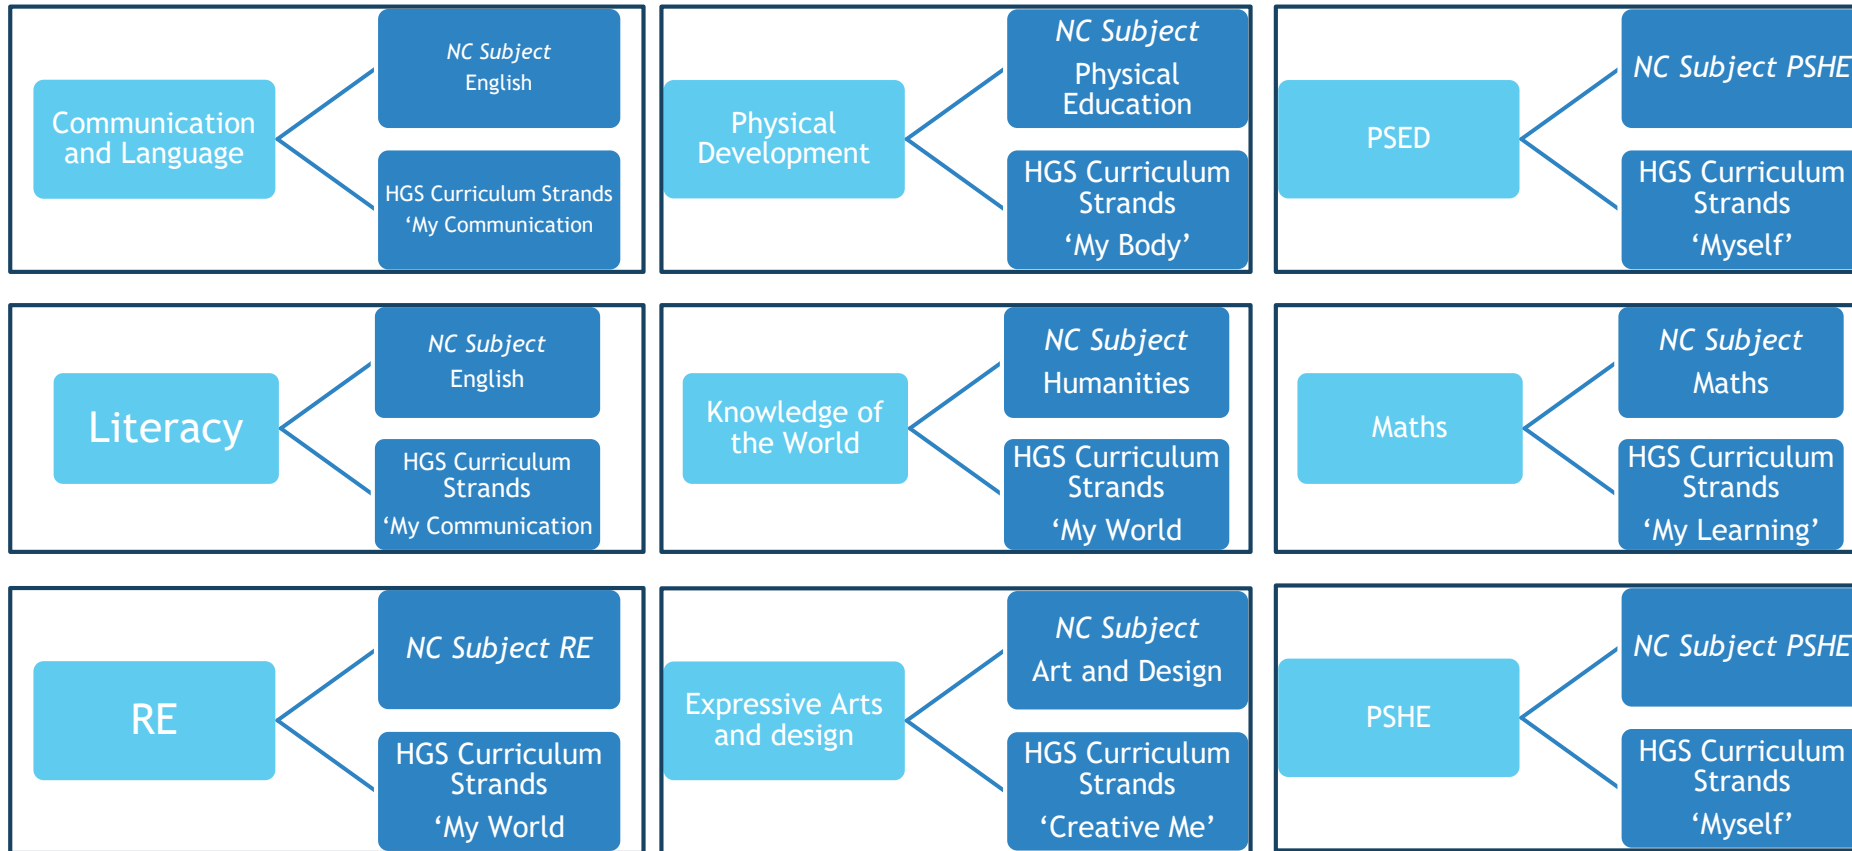 Communication
and Language
NC Subject
English
HGS Curriculum Strands
‘My Communication
Physical
Development
NC Subject
Physical
Education
HGS Curriculum
Strands
‘My Body’
PSED
NC Subject PSHE
HGS Curriculum
Strands
‘Myself’
Literacy
NC Subject
English
HGS Curriculum
Strands
‘My Communication
Knowledge of
the World
NC Subject
Humanities
HGS Curriculum
Strands
‘My World
Maths
NC Subject
Maths
HGS Curriculum
Strands
‘My Learning’
RE
NC Subject RE
HGS Curriculum
Strands
‘My World
Expressive Arts
and design
NC Subject
Art and Design
HGS Curriculum
Strands
‘Creative Me’
PSHE
NC Subject PSHE
HGS Curriculum
Strands
‘Myself’